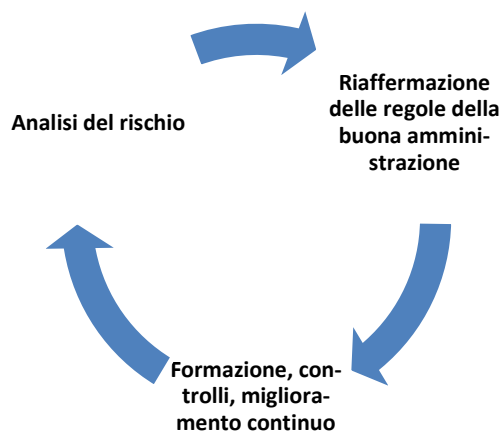 Analisi del rischio
Riaffermazione
delle regole della
buona ammini-
strazione
Formazione, con-
trolli, migliora-
mento continuo